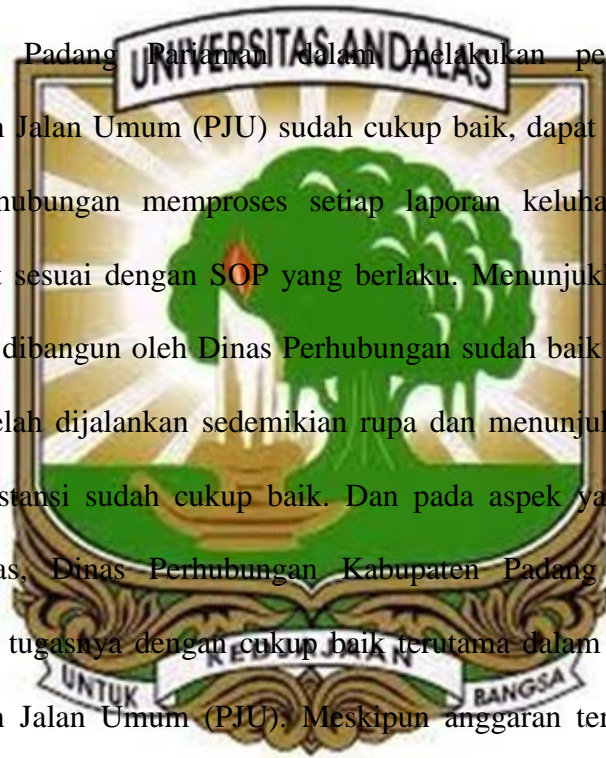 UNIVERSITAS ANDALAS
Padang Pariaman dalam melakukan pe
n Jalan Umum (PJU) sudah cukup baik, dapat
hubungan memproses setiap laporan keluha
t sesuai dengan SOP yang berlaku. Menunjukk
dibangun oleh Dinas Perhubungan sudah baik
elah dijalankan sedemikian rupa dan menunjuk
stansi sudah cukup baik. Dan pada aspek ya
as, Dinas Perhubungan Kabupaten Padang
tugasnya dengan cukup baik terutama dalam
KEDJAJAAN
UNTUK BANGSA
n Jalan Umum (PJU). Meskipun anggaran ter